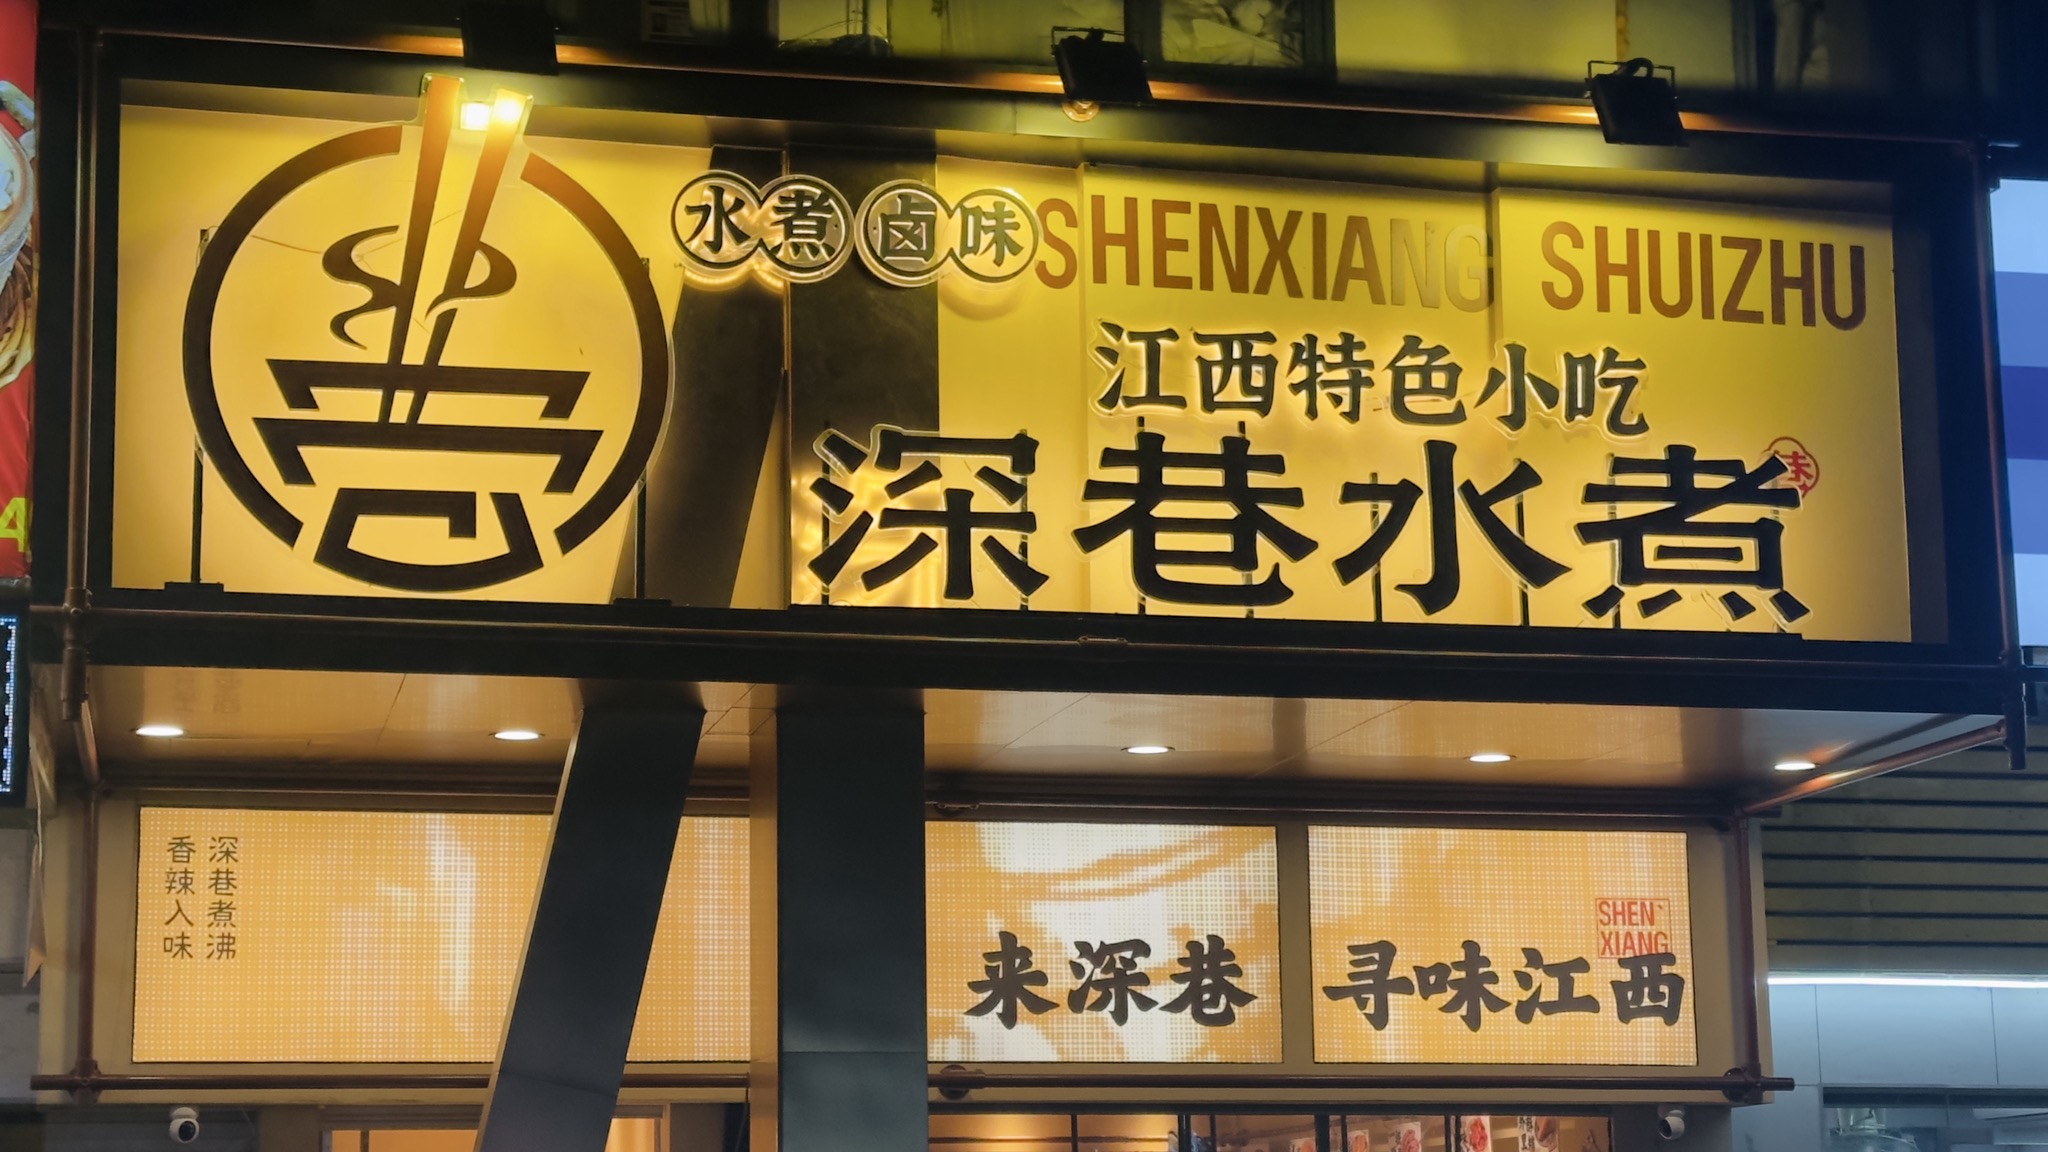 水煮 卤味
SHENXIANG SHUIZHU
江西特色小吃
深巷水煮
味
深巷煮沸
香辣入味
来深巷 寻味江西
SHEN
XIANG